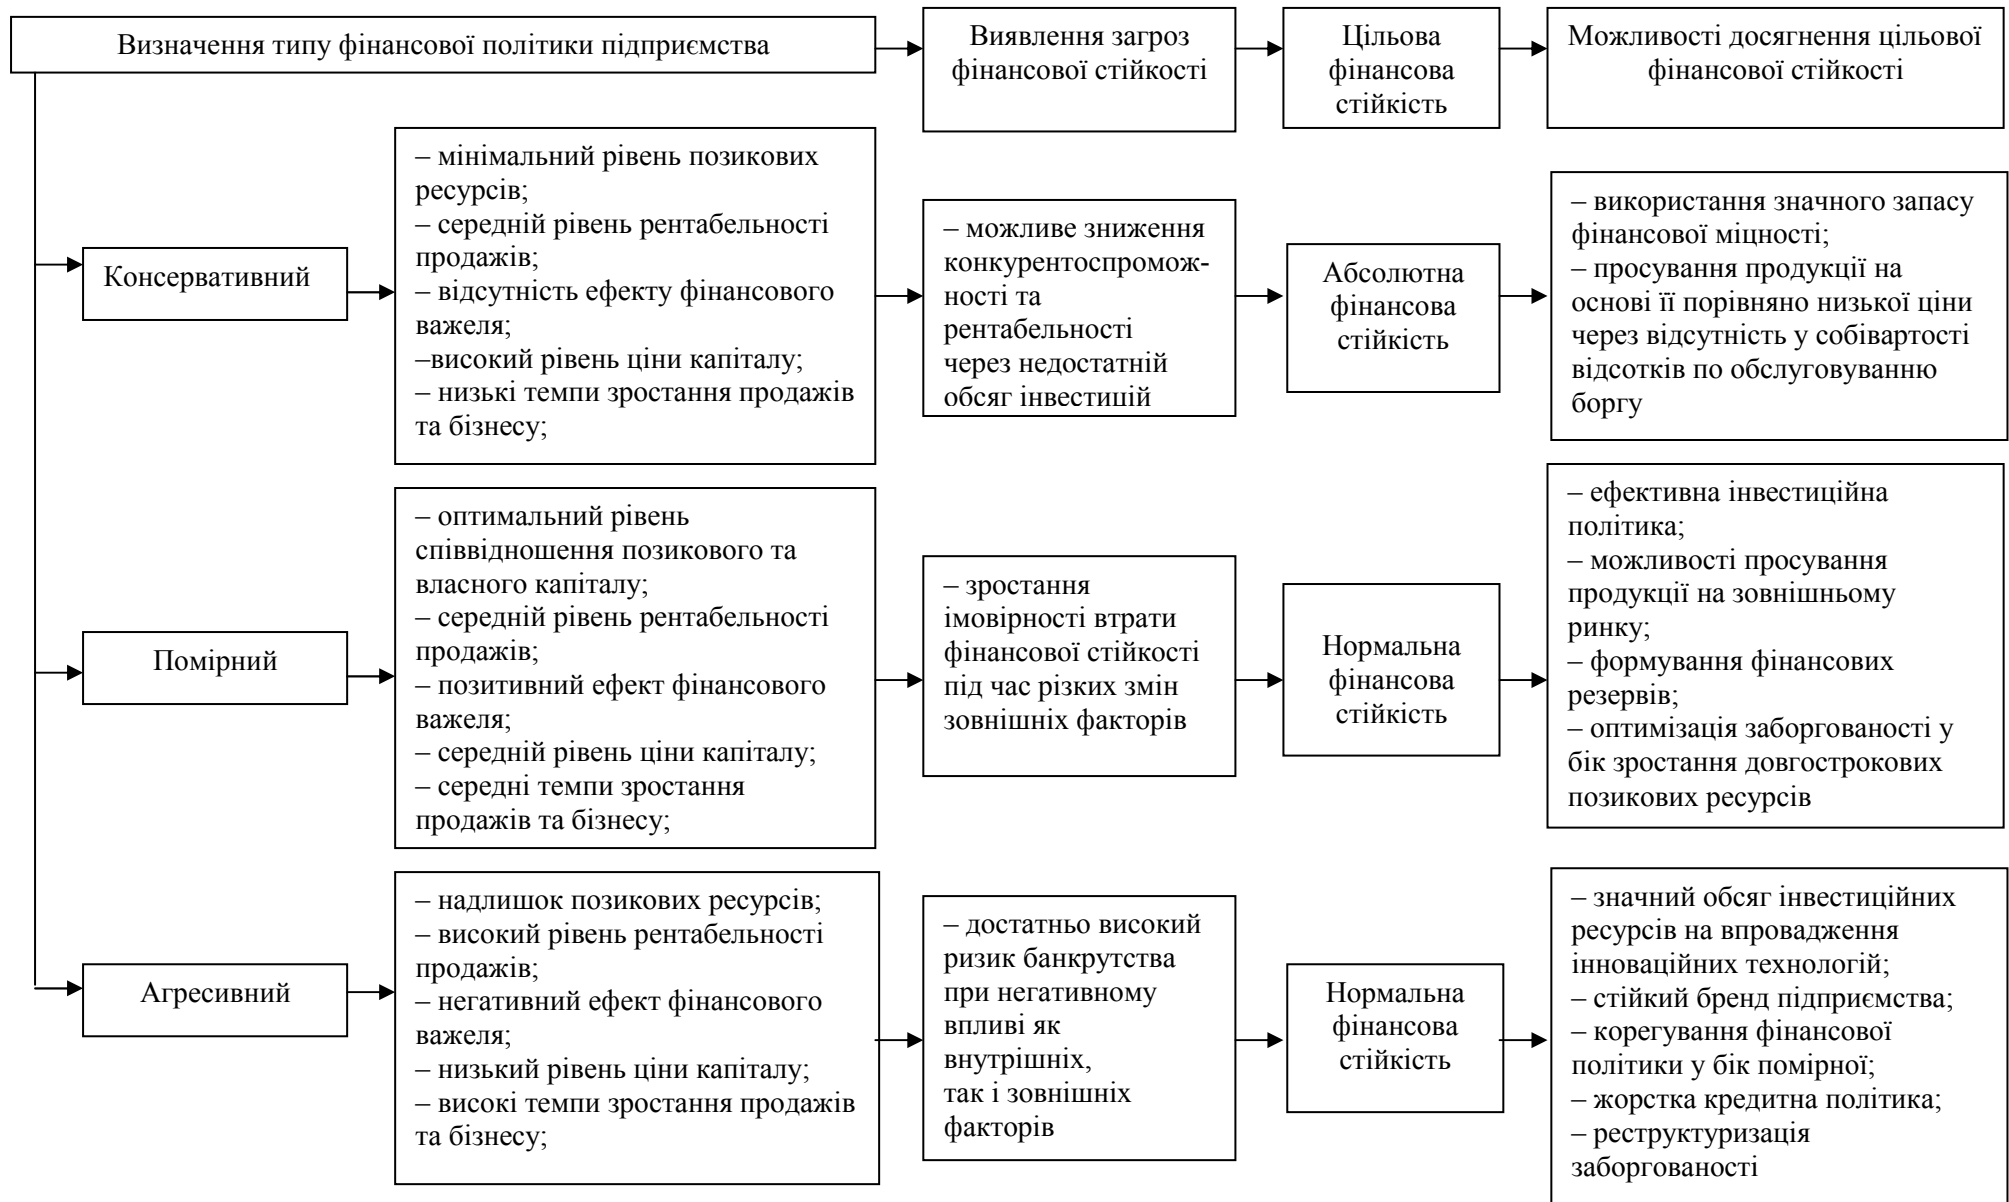 Визначення типу фінансової політики підприємства
Виявлення загроз
фінансової стійкості
Цільова
фінансова
стійкість
Можливості досягнення цільової
фінансової стійкості
Консервативний
– мінімальний рівень позикових
ресурсів;
– середній рівень рентабельності
продажів;
– відсутність ефекту фінансового
важеля;
–високий рівень ціни капіталу;
– низькі темпи зростання продажів
та бізнесу;
– можливе зниження
конкурентоспромож-
ності та
рентабельності
через недостатній
обсяг інвестицій
Абсолютна
фінансова
стійкість
– використання значного запасу
фінансової міцності;
– просування продукції на
основі її порівняно низької ціни
через відсутність у собівартості
відсотків по обслуговуванню
боргу
Помірний
– оптимальний рівень
співвідношення позикового та
власного капіталу;
– середній рівень рентабельності
продажів;
– позитивний ефект фінансового
важеля;
– середній рівень ціни капіталу;
– середні темпи зростання
продажів та бізнесу;
– зростання
імовірності втрати
фінансової стійкості
під час різких змін
зовнішніх факторів
Нормальна
фінансова
стійкість
– ефективна інвестиційна
політика;
– можливості просування
продукції на зовнішньому
ринку;
– формування фінансових
резервів;
– оптимізація заборгованості у
бік зростання довгострокових
позикових ресурсів
Агресивний
– надлишок позикових ресурсів;
– високий рівень рентабельності
продажів;
– негативний ефект фінансового
важеля;
– низький рівень ціни капіталу;
– високі темпи зростання продажів
та бізнесу;
– достатньо високий
ризик банкрутства
при негативному
впливі як
внутрішніх,
так і зовнішніх
факторів
Нормальна
фінансова
стійкість
– значний обсяг інвестиційних
ресурсів на впровадження
інноваційних технологій;
– стійкий бренд підприємства;
– корегування фінансової
політики у бік помірної;
– жорстка кредитна політика;
– реструктуризація
заборгованості